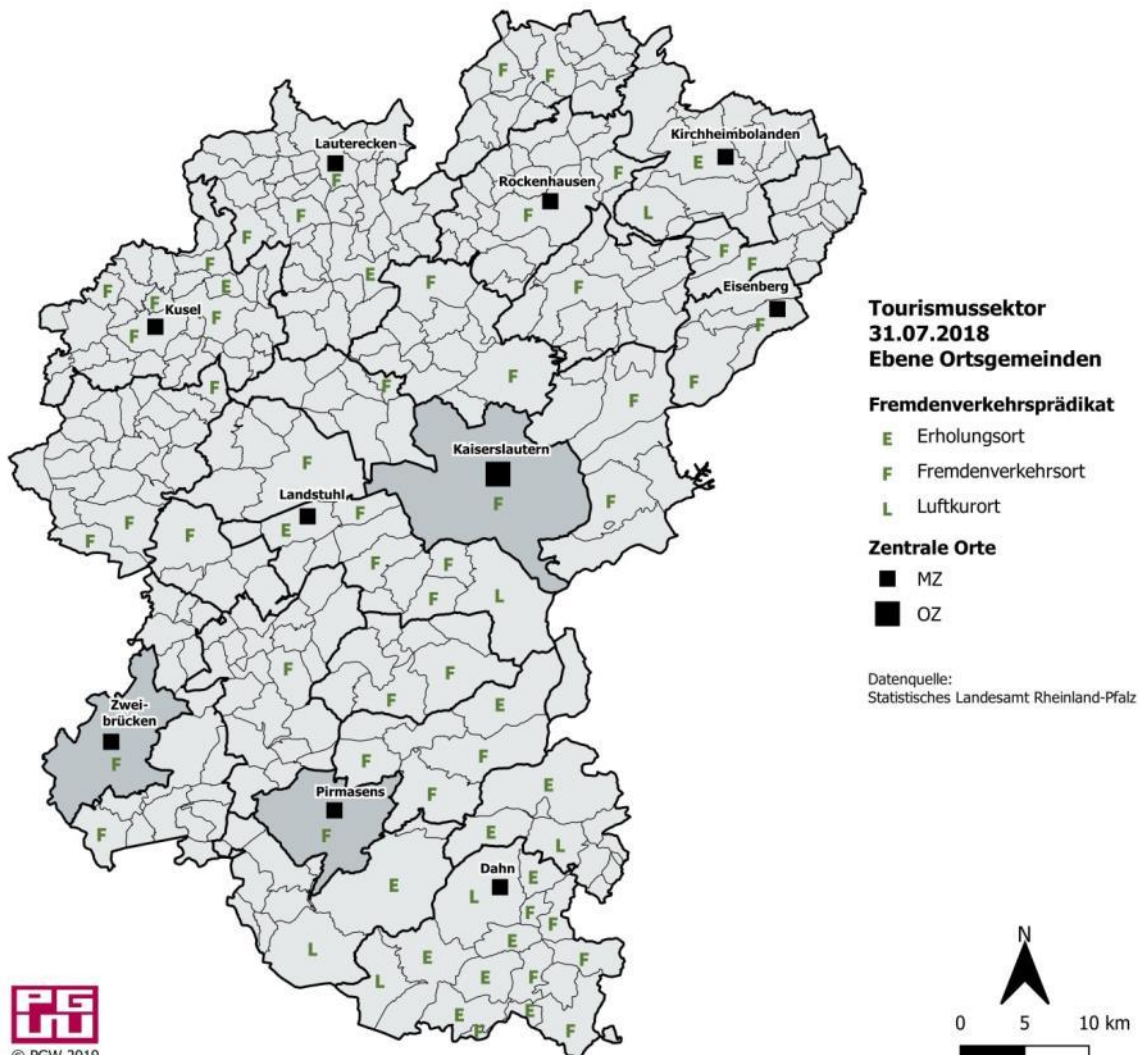 F F
Kirchheimbolanden
E
Lauterecken
F
Rockenhausen
F
F
L
F
F
F
F
F
E
F
F
F
Kusel
F
F
E
F
F
F
Eisenberg
F
F
F
F
F
F
Kaiserslautern
F
F
Landstuhl
F
E
F
F
F
F
F
F
F
L
F
F
F
E
Zwei-
brücken
F
F
F
F
Pirmasens
F
F
E
E
L
Dahn
E
L
E
F
F
E
L
E
F
L
E
F
E
E
F
F
Tourismussektor
31.07.2018
Ebene Ortsgemeinden
Fremdenverkehrsprädikat
E Erholungsort
F Fremdenverkehrsort
L Luftkurort
Zentrale Orte
MZ
OZ
Datenquelle:
Statistisches Landesamt Rheinland-Pfalz
N
0 5 10 km
PGW
© PGW 2019